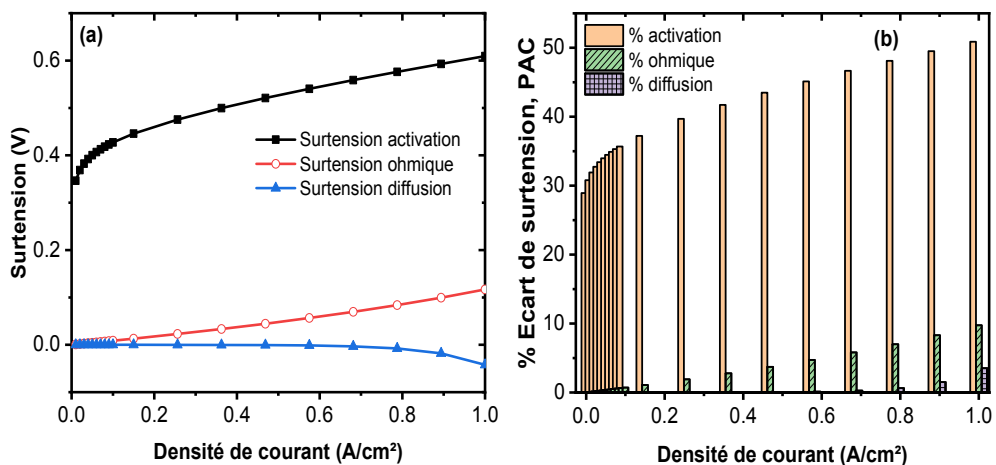 (a)
Surtension (V)
0.6
0.4
0.2
0.0
Surtension activation
Surtension ohmique
Surtension diffusion
0.0 0.2 0.4 0.6 0.8 1.0
Densité de courant (A/cm²)
(b)
% Ecart de surtension, PAC
50
40
30
20
10
0
% activation
% ohmique
% diffusion
0.0 0.2 0.4 0.6 0.8 1.0
Densité de courant (A/cm²)